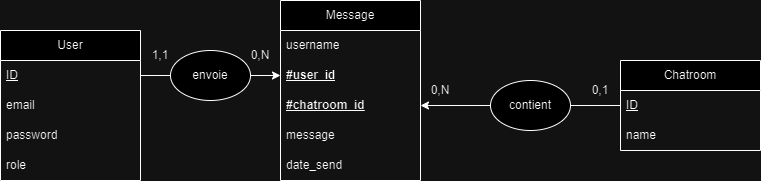 User
ID
email
password
role
1,1
envoie
0,N
Message
username
#user_id
#chatroom_id
message
date_send
0,N
contient
0,1
Chatroom
ID
name